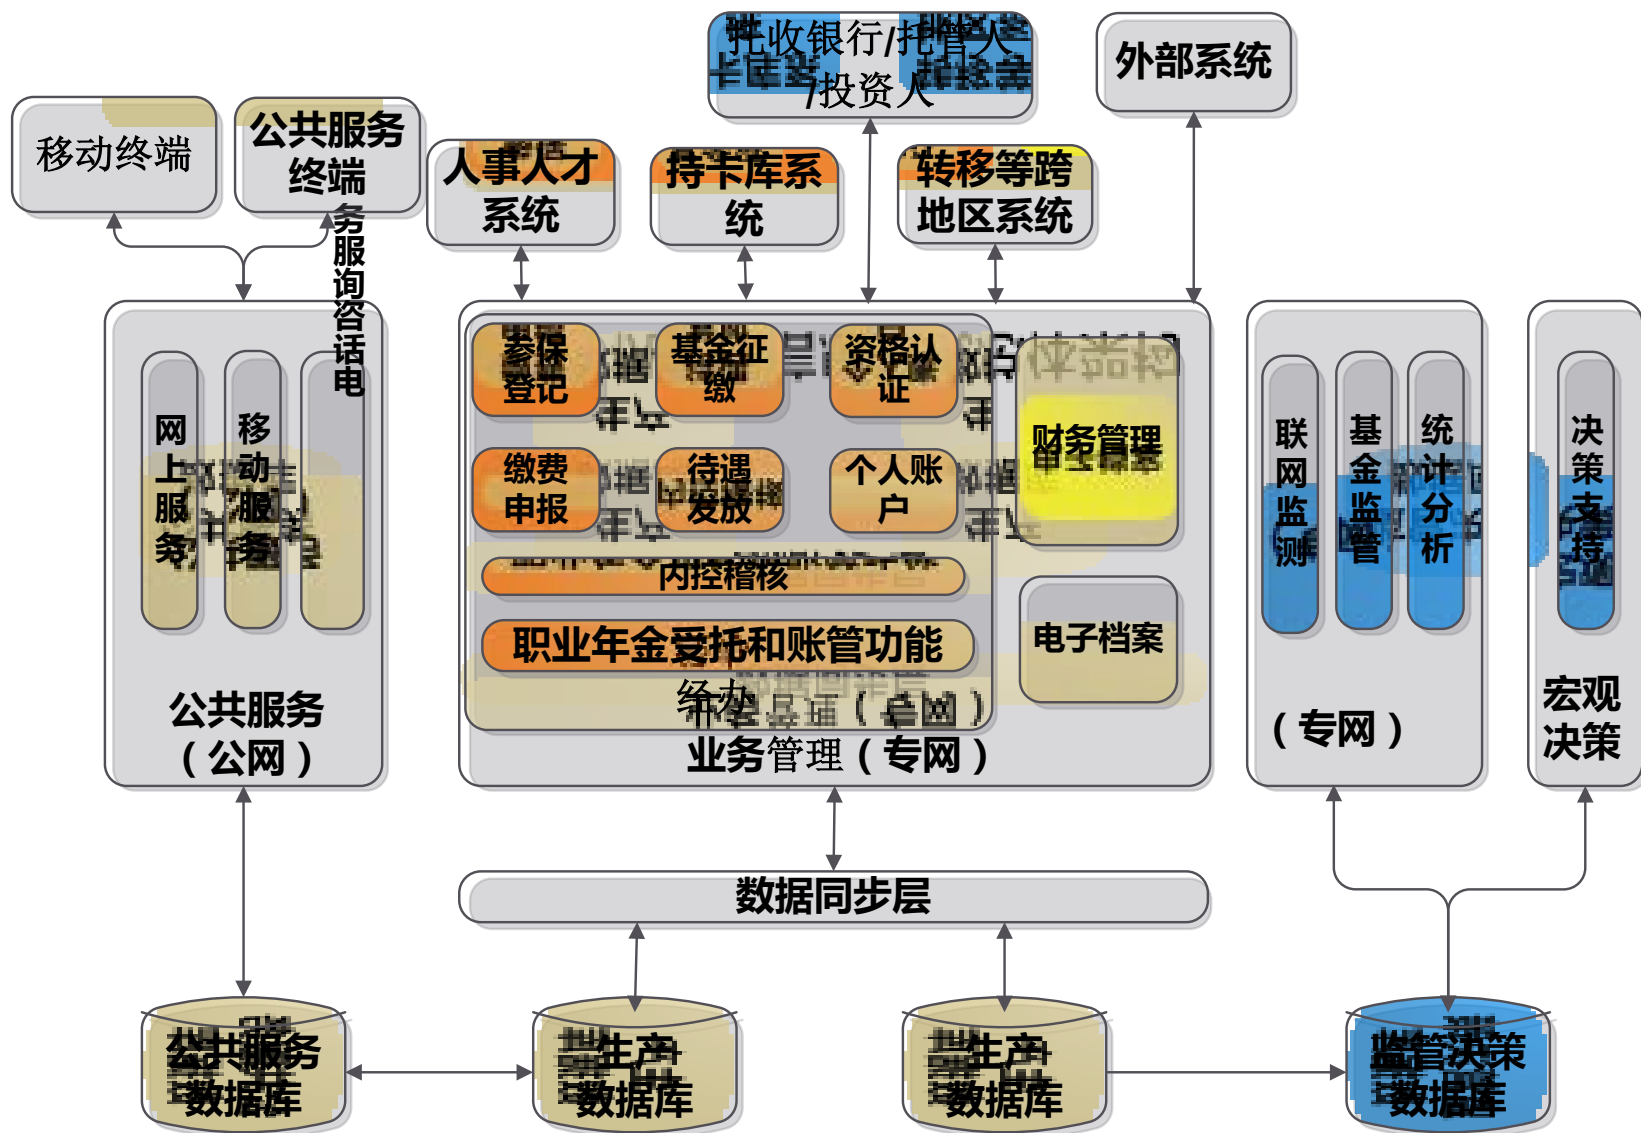 托收银行/托管人
/投资人
外部系统
移动终端
公共服务
终端
人事人才
系统
持卡库系
统
转移等跨
地区系统
务服询咨话电
参保
登记
基金征
缴
资格认
证
财务管理
缴费
申报
待遇
发放
个人账
户
内控稽核
职业年金受托和账管功能
电子档案
经办
业务管理（专网）
网上服务
移动服务
公共服务
（公网）
联网监测
基金监管
统计分析
（专网）
决策支持
宏观
决策
数据同步层
公共服务
数据库
生产
数据库
生产
数据库
监管决策
数据库